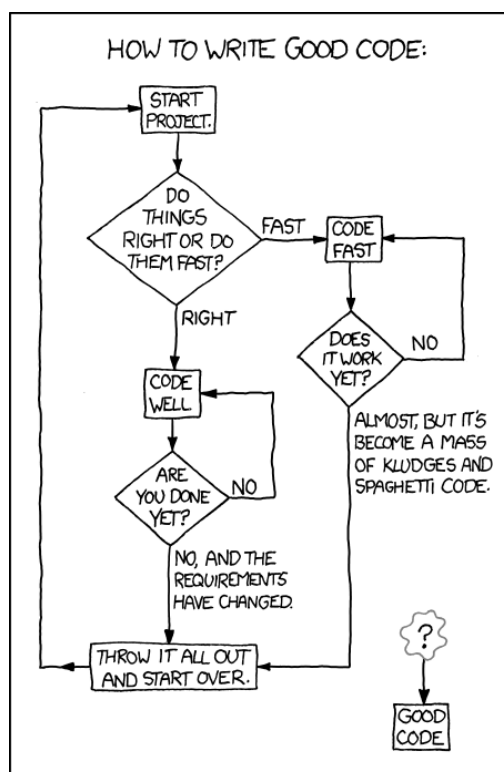 HOW TO WRITE GOOD CODE:
START
PROJECT.
DO
THINGS
RIGHT OR DO
THEM FAST?
FAST
CODE
FAST
RIGHT
DOES
IT WORK
YET?
NO
CODE
WELL
ALMOST, BUT IT'S
BECOME A MASS
OF KLUDGES AND
SPAGHETTI CODE.
ARE
YOU DONE
YET?
NO
NO, AND THE
REQUIREMENTS
HAVE CHANGED.
THROW IT ALL OUT
AND START OVER.
?
GOOD
CODE